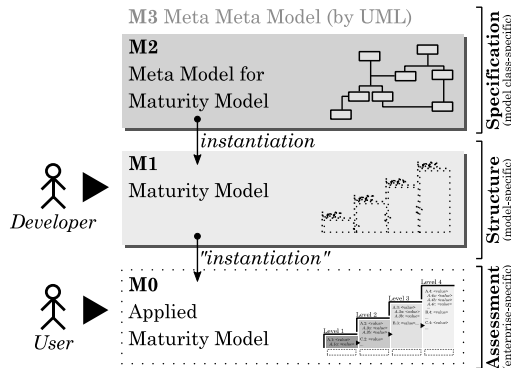 M3 Meta Meta Model (by UML)
M2
Meta Model for
Maturity Model
Specification
(model class-specific)
instantiation
M1
Maturity Model
Developer
Structure
(model-specific)
"instantiation"
M0
Applied
Maturity Model
User
Level 1
Level 2
Level 3
Level 4
Assessment
(enterprise-specific)